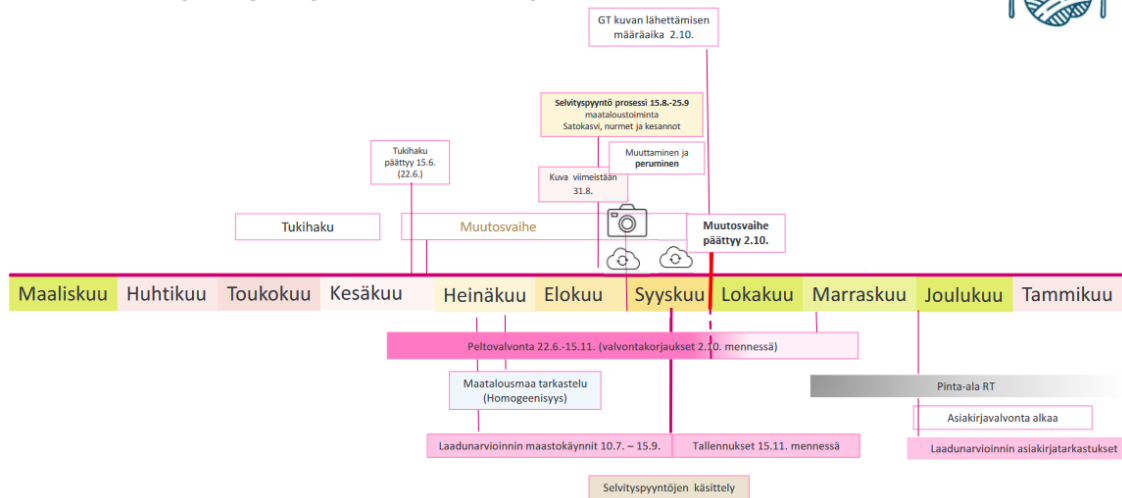 GT kuvan lähettämisen
määräaika 2.10.
Selvityspyyntö prosessi 15.8.-25.9
maataloustoiminta
Satokasvi, nurmet ja kesannot
Tukihaku
päättyy 15.6.
(22.6.)
Muuttaminen ja
peruminen
Kuva viimeistään
31.8.
Tukihaku
Muutosvaihe
Muutosvaihe
päättyy 2.10.
Maaliskuu
Huhtikuu
Toukokuu
Kesäkuu
Heinäkuu
Elokuu
Syyskuu
Lokakuu
Marraskuu
Joulukuu
Tammikuu
Peltovalvonta 22.6.-15.11. (valvontakorjaukset 2.10. mennessä)
Maatalousmaa tarkastelu
(Homogeenisyys)
Pinta-ala RT
Asiakirjavalvonta alkaa
Laadunarvioinnin maastokäynnit 10.7. – 15.9.
Tallennukset 15.11. mennessä
Laadunarvioinnin asiakirjatarkastukset
Selvityspyyntöjen käsittely